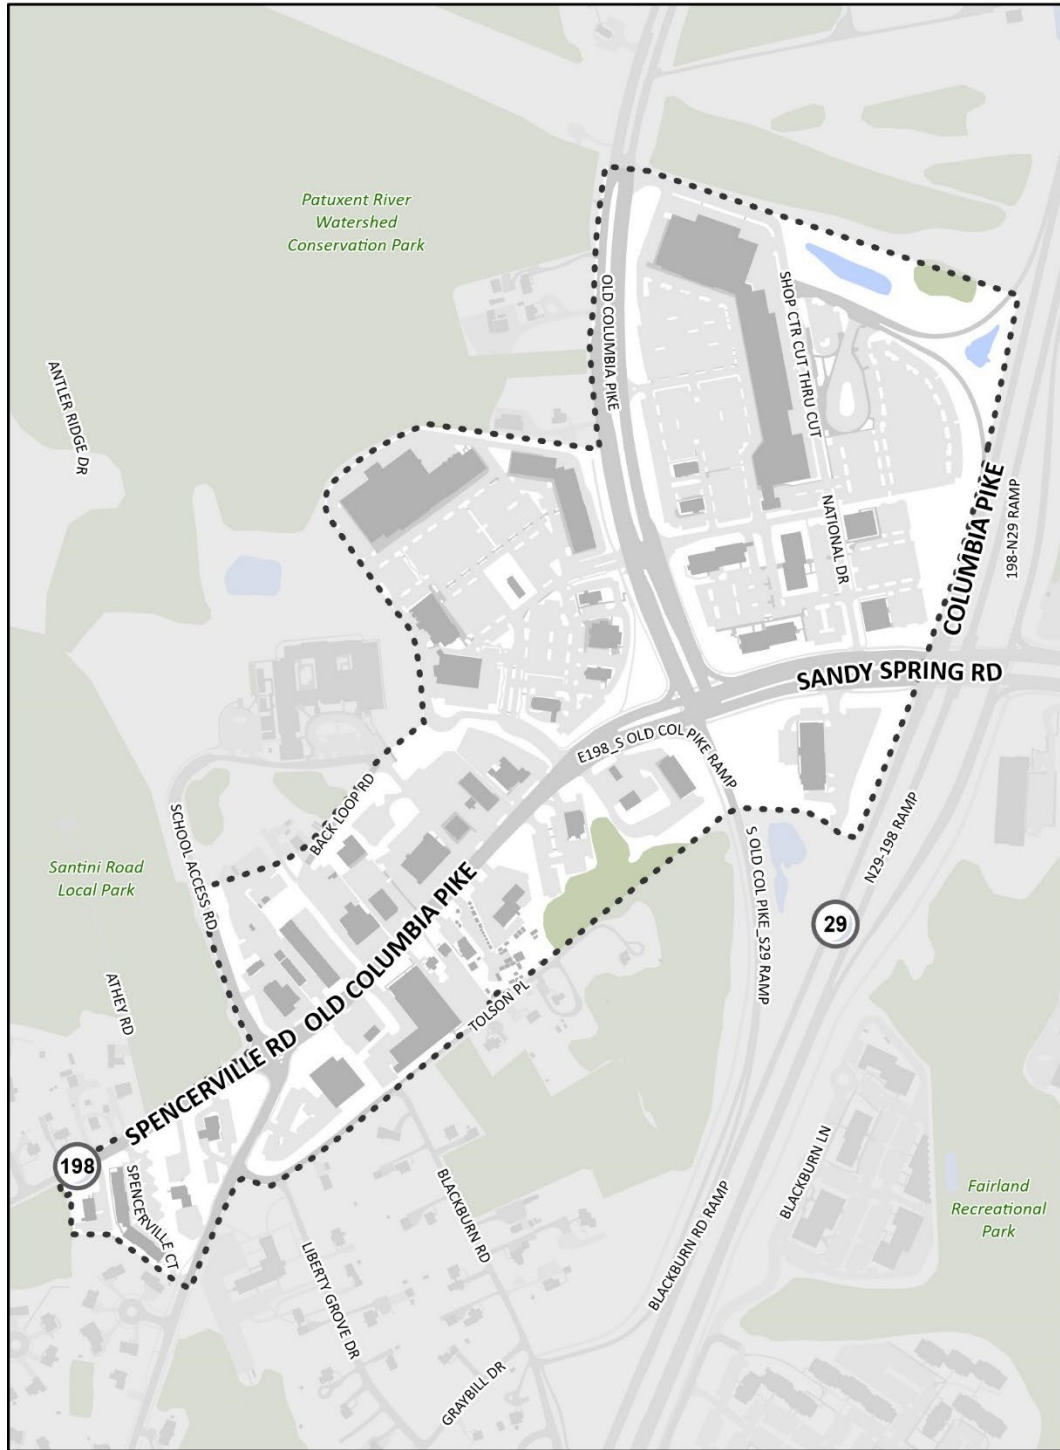 Patuxent River
Watershed
Conservation Park
OLD COLUMBIA PIKE
SHOP CTR CUT THRU CUT
ANTLER RIDGE DR
COLUMBIA PIKE
198-N29 RAMP
NATIONAL DR
SANDY SPRING RD
E198_S OLD COL PIKE RAMP
BACK LOOP RD
SCHOOL ACCESS RD
Santini Road
Local Park
N29-198 RAMP
S OLD COL PIKE_S29 RAMP
29
OLD COLUMBIA PIKE
TOLSON PL
ATHEY RD
SPENCERVILLE RD
198
SPENCERVILLE CT
BLACKBURN LN
BLACKBURN RD
Fairland
Recreational
Park
LIBERTY GROVE DR
BLACKBURN RD RAMP
GRAYBILL DR